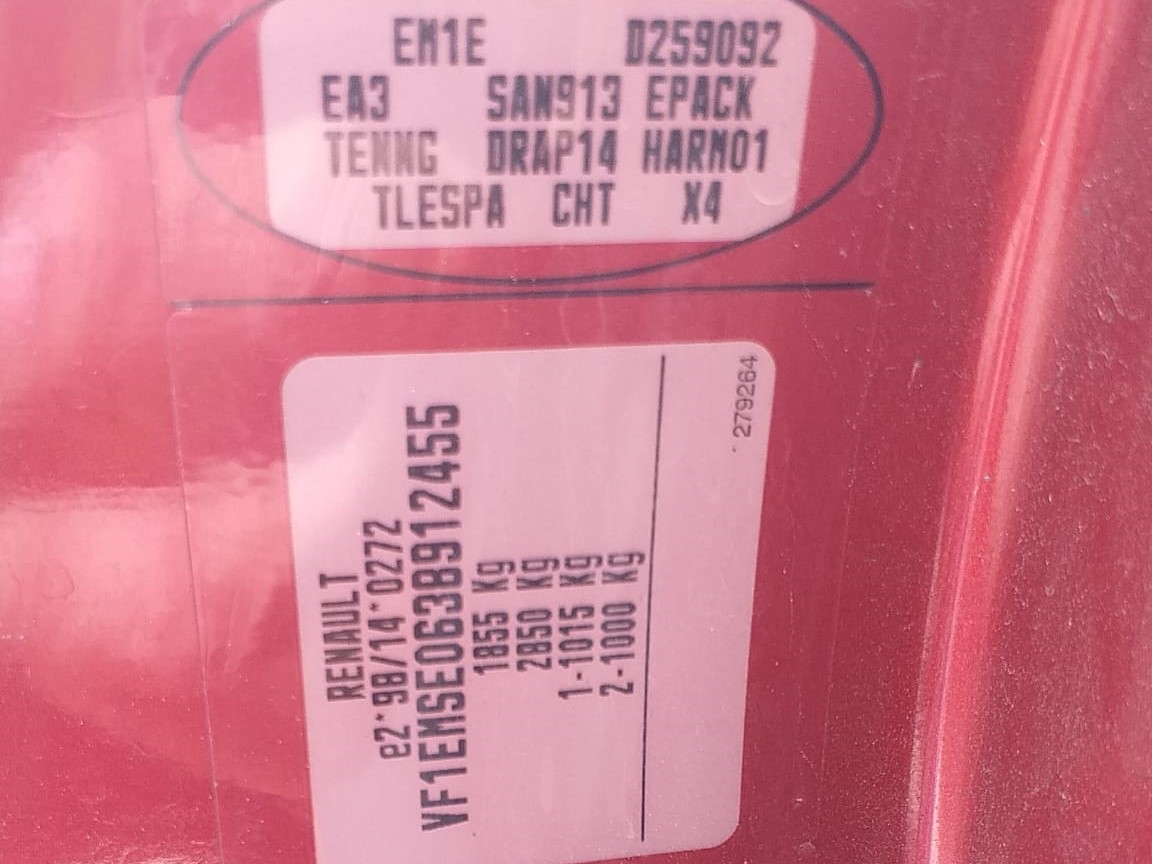 EM1E D259092
EA3 SAN913 EPACK
TENNG DRAP14 HARM01
TLESPA CHT X4
RENAULT
e2*98/14*0272
VF1EMSE0638912455
1855 Kg
2850 Kg
1-1015 Kg
2-1000 Kg
279264